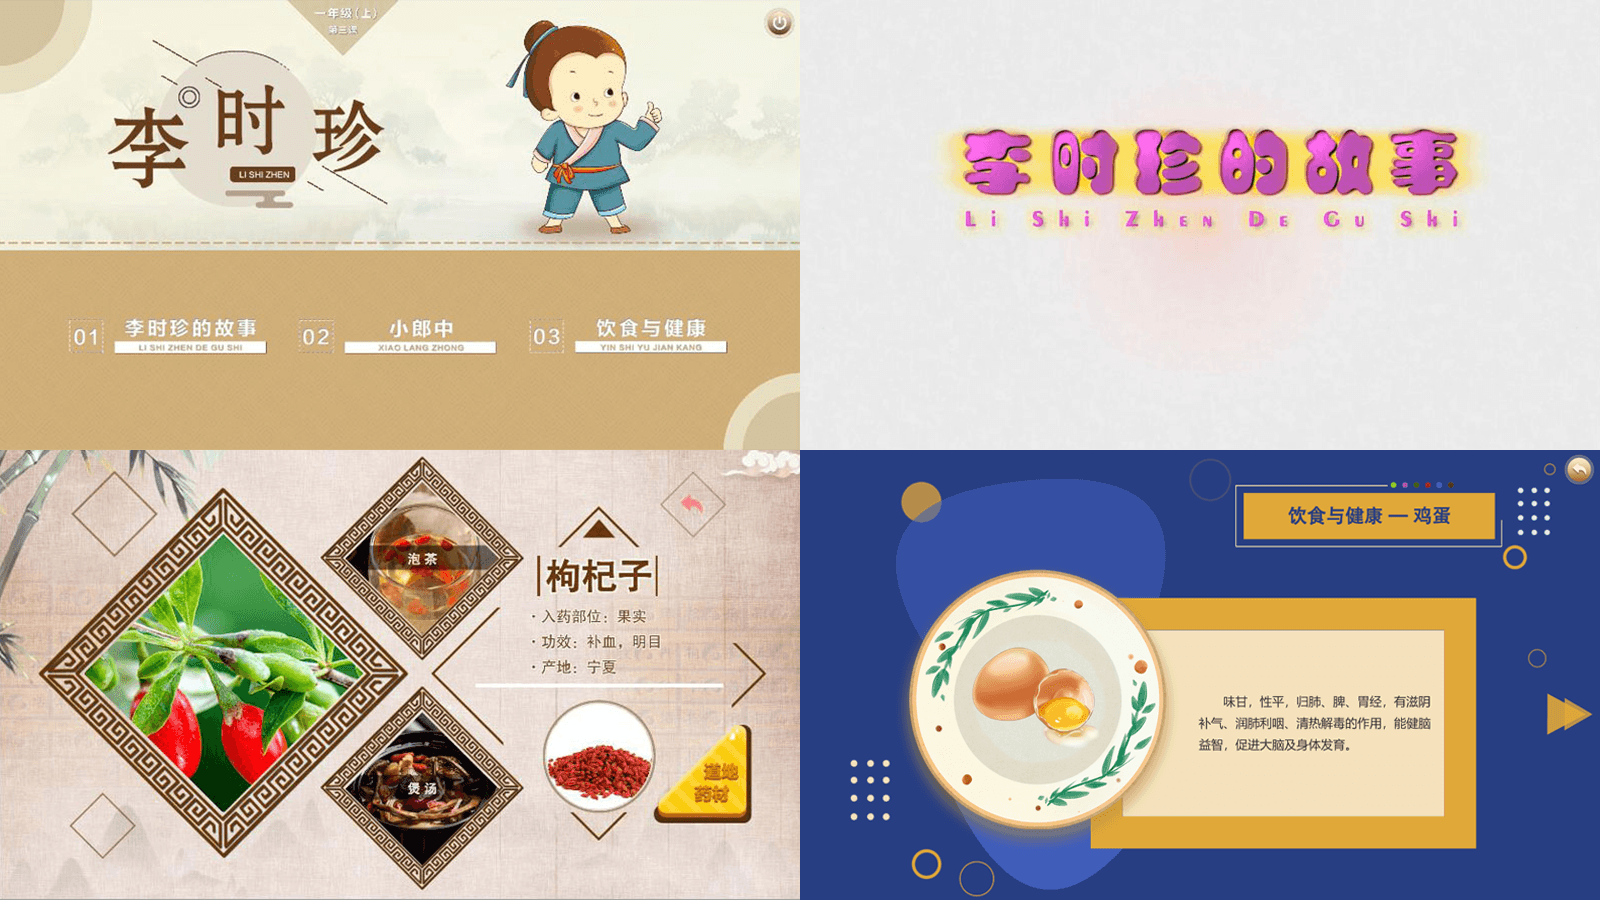 一年级(上)
第三课
李时珍
LI SHI ZHEN
01
李时珍的故事
LI SHI ZHEN DE GU SHI
02
小郎中
XIAO LANG ZHONG
03
饮食与健康
YIN SHI YU JIAN KANG
李时珍的故事
Li Shi Zhen De Gu Shi
泡茶
枸杞子
·入药部位：果实
·功效：补血，明目
·产地：宁夏
煲汤
道地
药材
饮食与健康 — 鸡蛋
味甘，性平，归肺、脾、胃经，有滋阴
补气、润肺利咽、清热解毒的作用，能健脑
益智，促进大脑及身体发育。